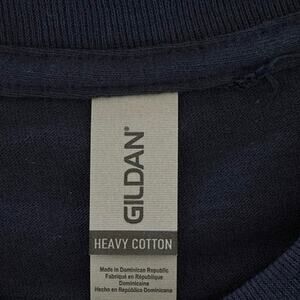 GILDAN®
HEAVY COTTON
Made in Dominican Republic
Fabriqué en République
Dominicaine
Hecho en República Dominicana